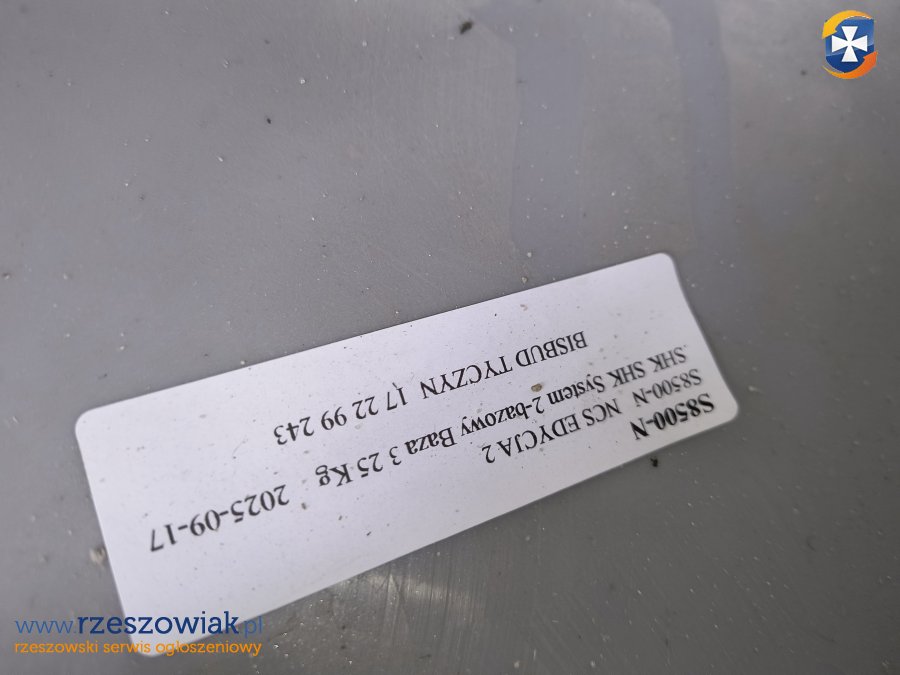 S8500-N
S8500-N NCS EDYCJA 2
SHK SHK System 2-bazowy Baza 3 25 Kg 2025-09-17
BISBUD TYCZYN 17 22 99 243
www.rzeszowiak.pl
rzeszowski serwis ogłoszeniowy